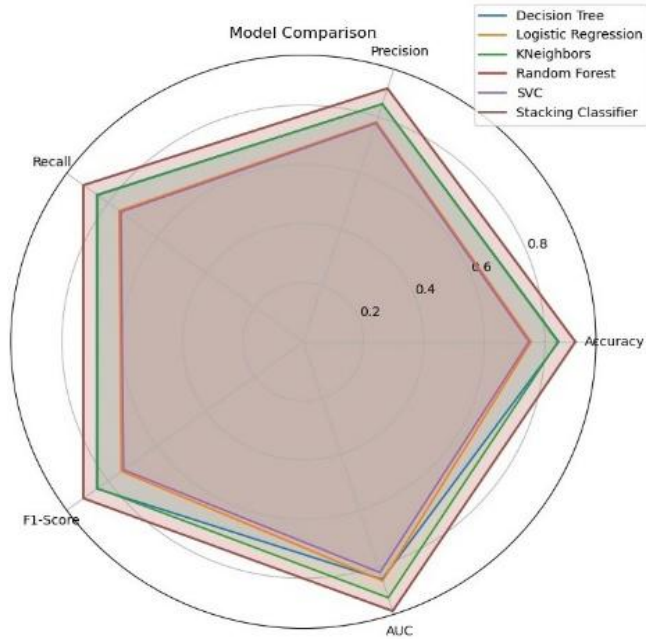 Model Comparison
Decision Tree
Logistic Regression
KNeighbors
Random Forest
SVC
Stacking Classifier
Precision
Recall
0.8
0.6
0.4
0.2
Accuracy
F1-Score
AUC